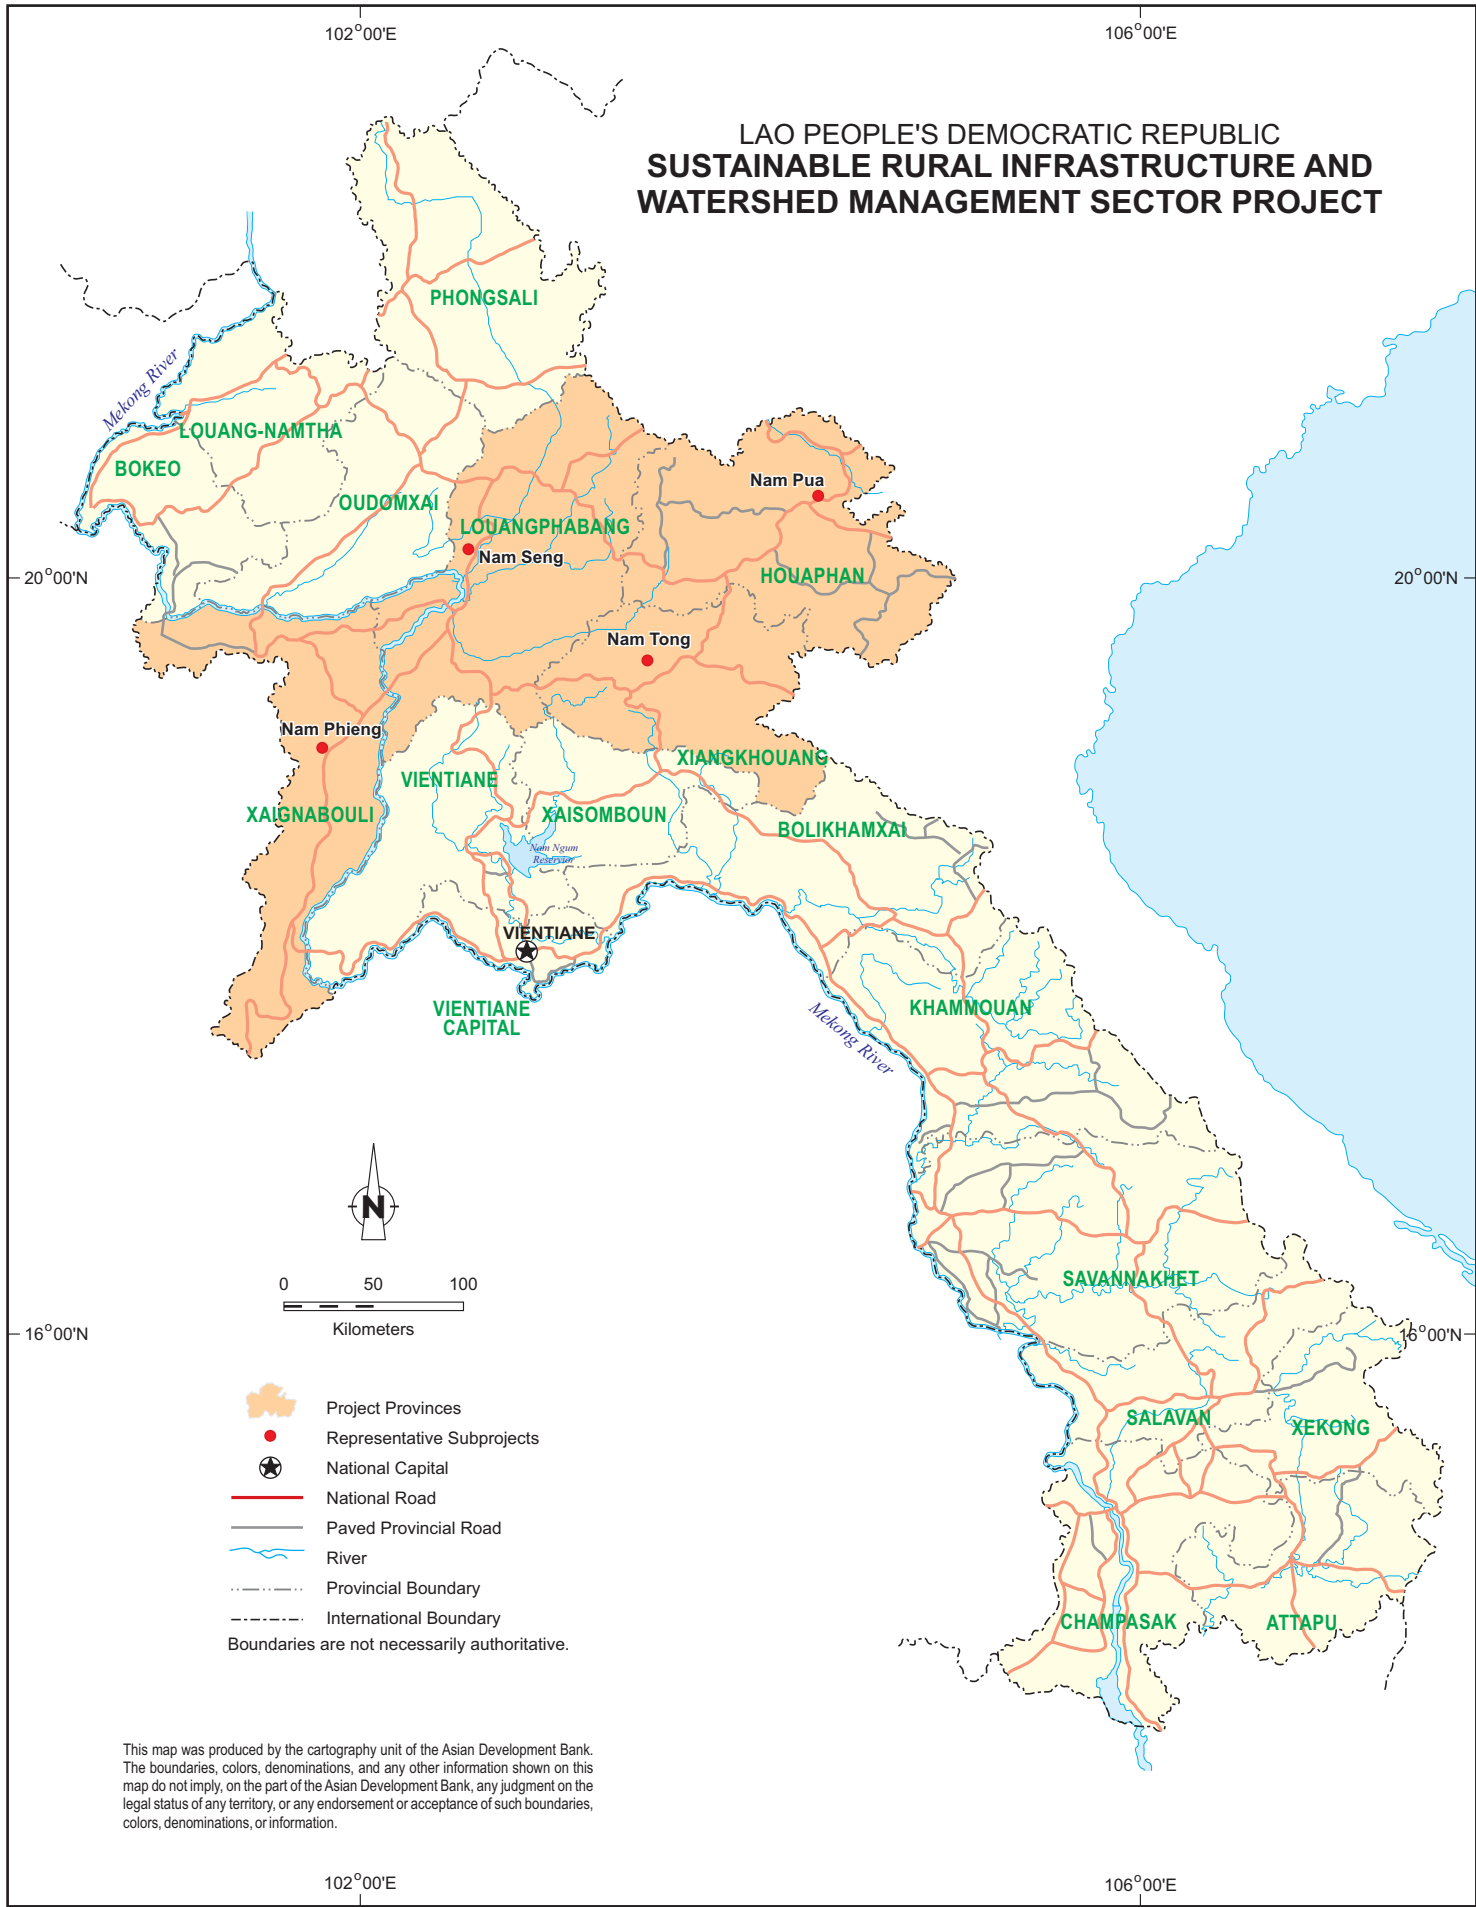 102°00'E
106°00'E
LAO PEOPLE'S DEMOCRATIC REPUBLIC
SUSTAINABLE RURAL INFRASTRUCTURE AND
WATERSHED MANAGEMENT SECTOR PROJECT
PHONGSALI
Mekong River
LOUANG-NAMTHA
BOKEO
Nam Pua
OUDOMXAI
LOUANGPHABANG
Nam Seng
HOUAPHAN
20°00'N
20°00'N
Nam Tong
Nam Phieng
XIANGKHOUANG
VIENTIANE
XAIGNABOULI
XAISOMBOUN
BOLIKHAMXAI
Nam Ngum
Reservior
VIENTIANE
VIENTIANE
CAPITAL
KHAMMOUAN
Mekong River
N
0 50 100
Kilometers
SAVANNAKHET
16°00'N
16°00'N
SALAVAN
XEKONG
Project Provinces
Representative Subprojects
National Capital
National Road
Paved Provincial Road
River
Provincial Boundary
International Boundary
Boundaries are not necessarily authoritative.
CHAMPASAK
ATTAPU
This map was produced by the cartography unit of the Asian Development Bank.
The boundaries, colors, denominations, and any other information shown on this
map do not imply, on the part of the Asian Development Bank, any judgment on the
legal status of any territory, or any endorsement or acceptance of such boundaries,
colors, denominations, or information.
102°00'E
106°00'E